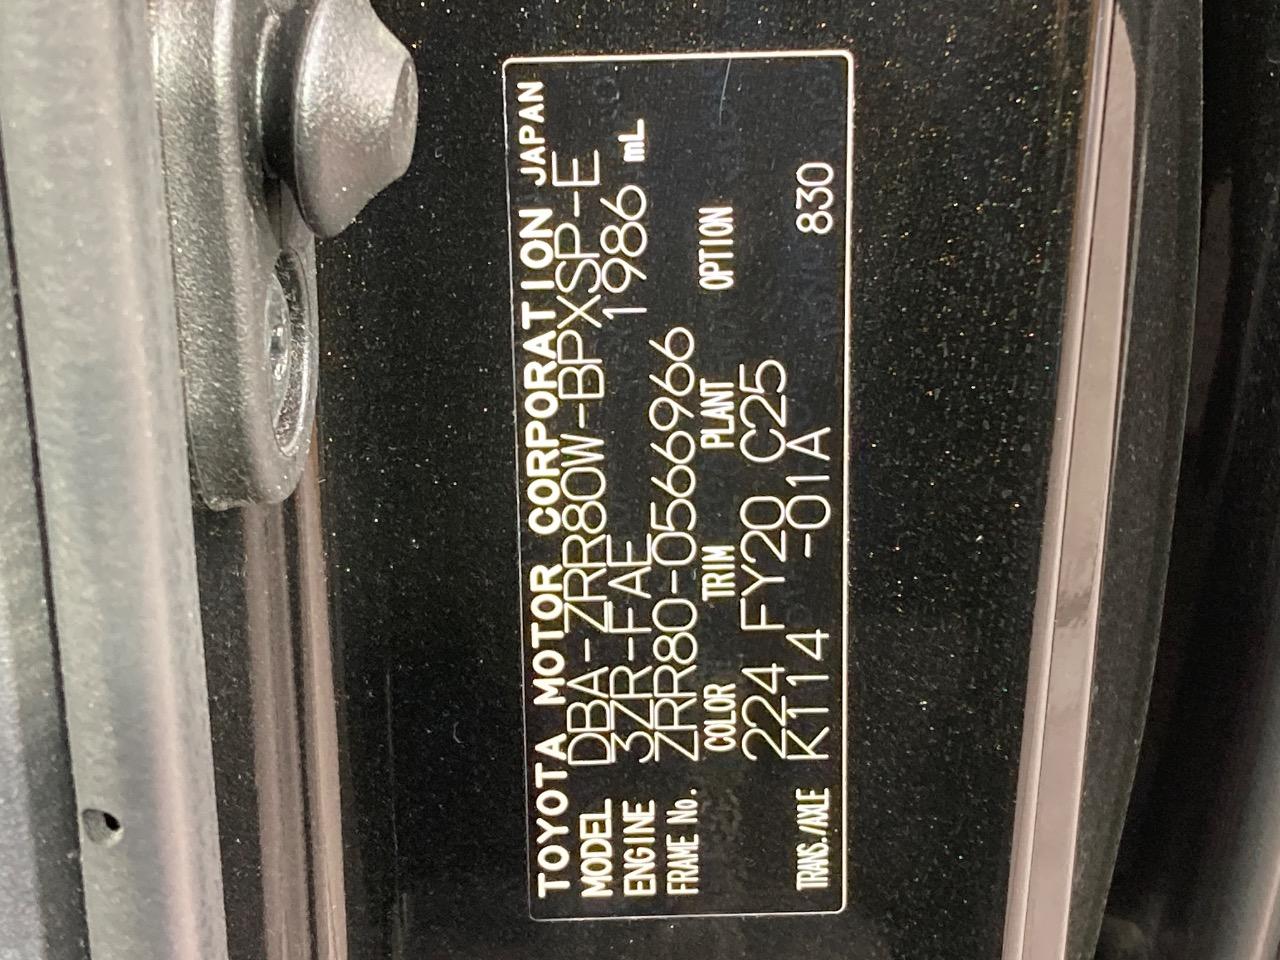 TOYOTA MOTOR CORPORATION JAPAN
MODEL DBA-ZRR80W-BPXSP-E
ENGINE 3ZR-FAE 1986 mL
FRAME No. ZRR80-0566966
COLOR TRIM PLANT OPTION
224 FY20 C25
TRANS./AXLE K114 -01A 830